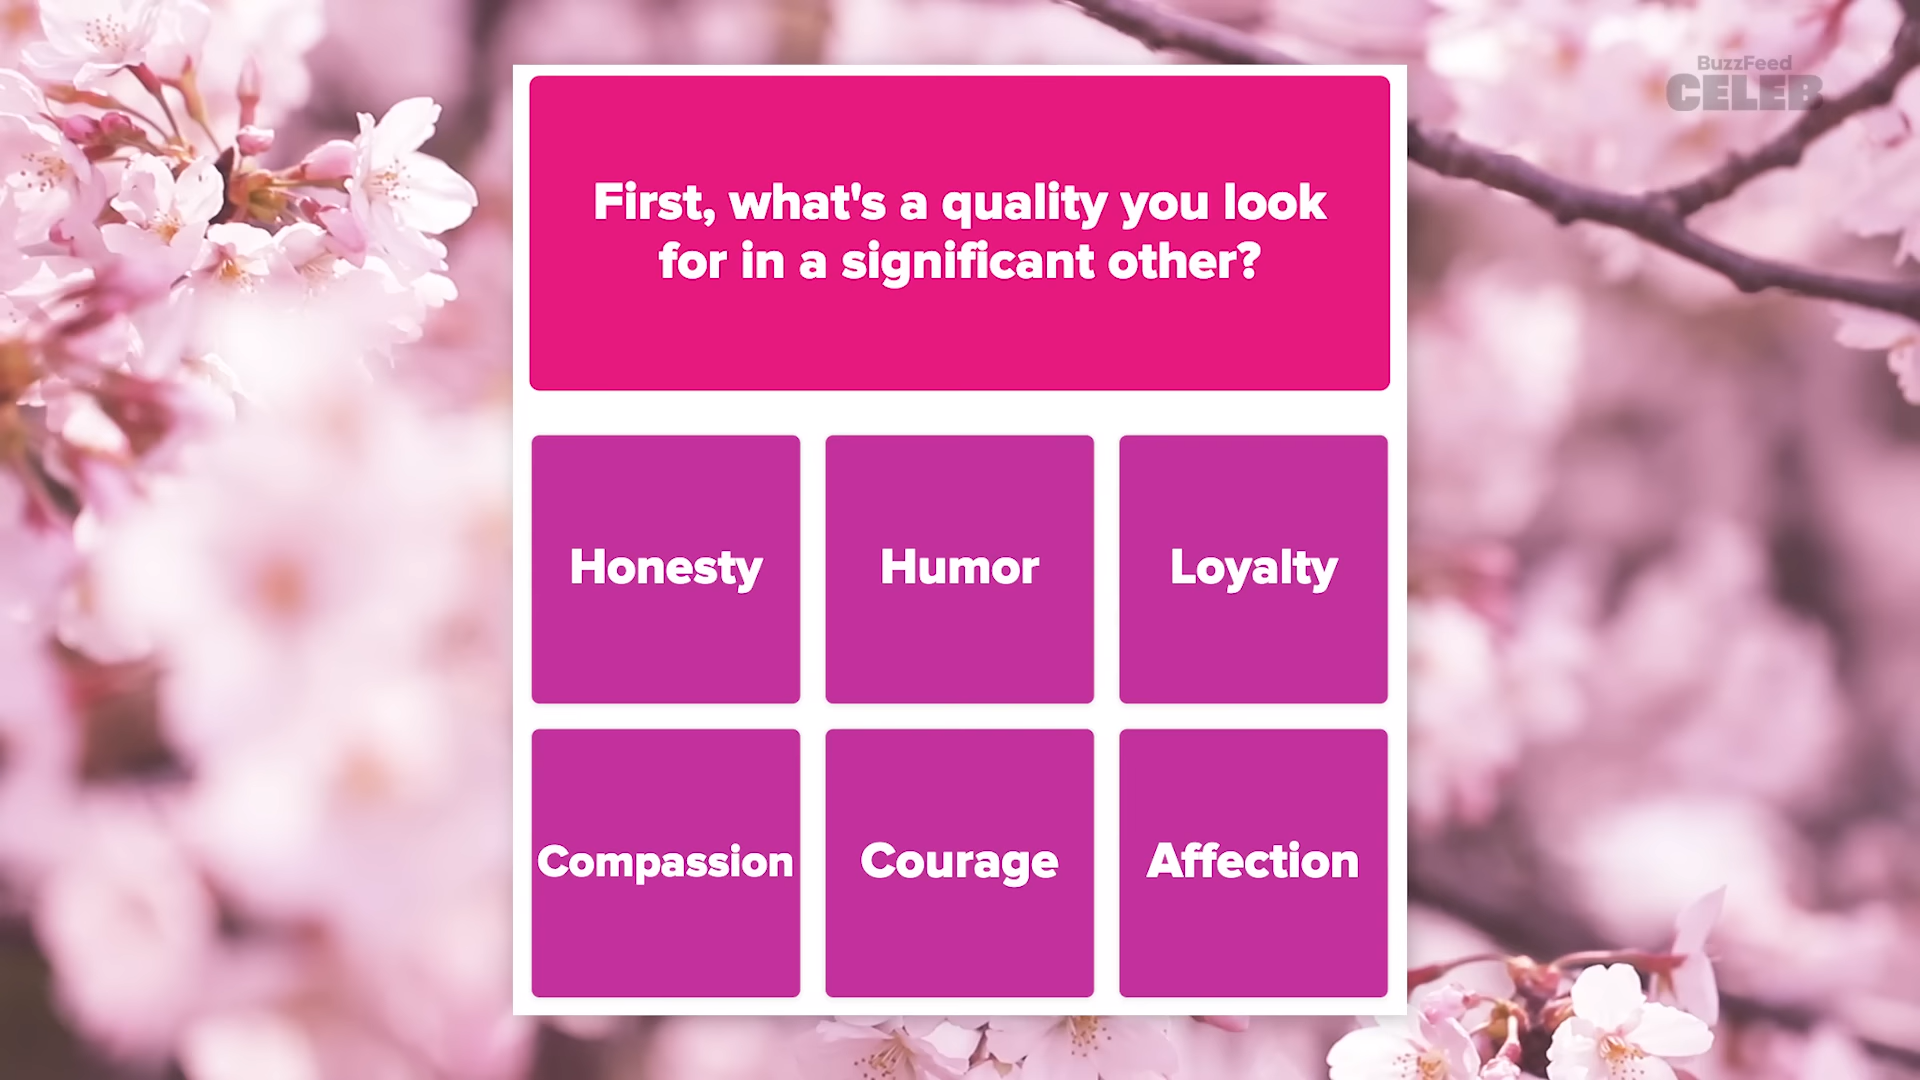 BuzzFeed
CELEB
First, what's a quality you look
for in a significant other?
Honesty
Humor
Loyalty
Compassion
Courage
Affection